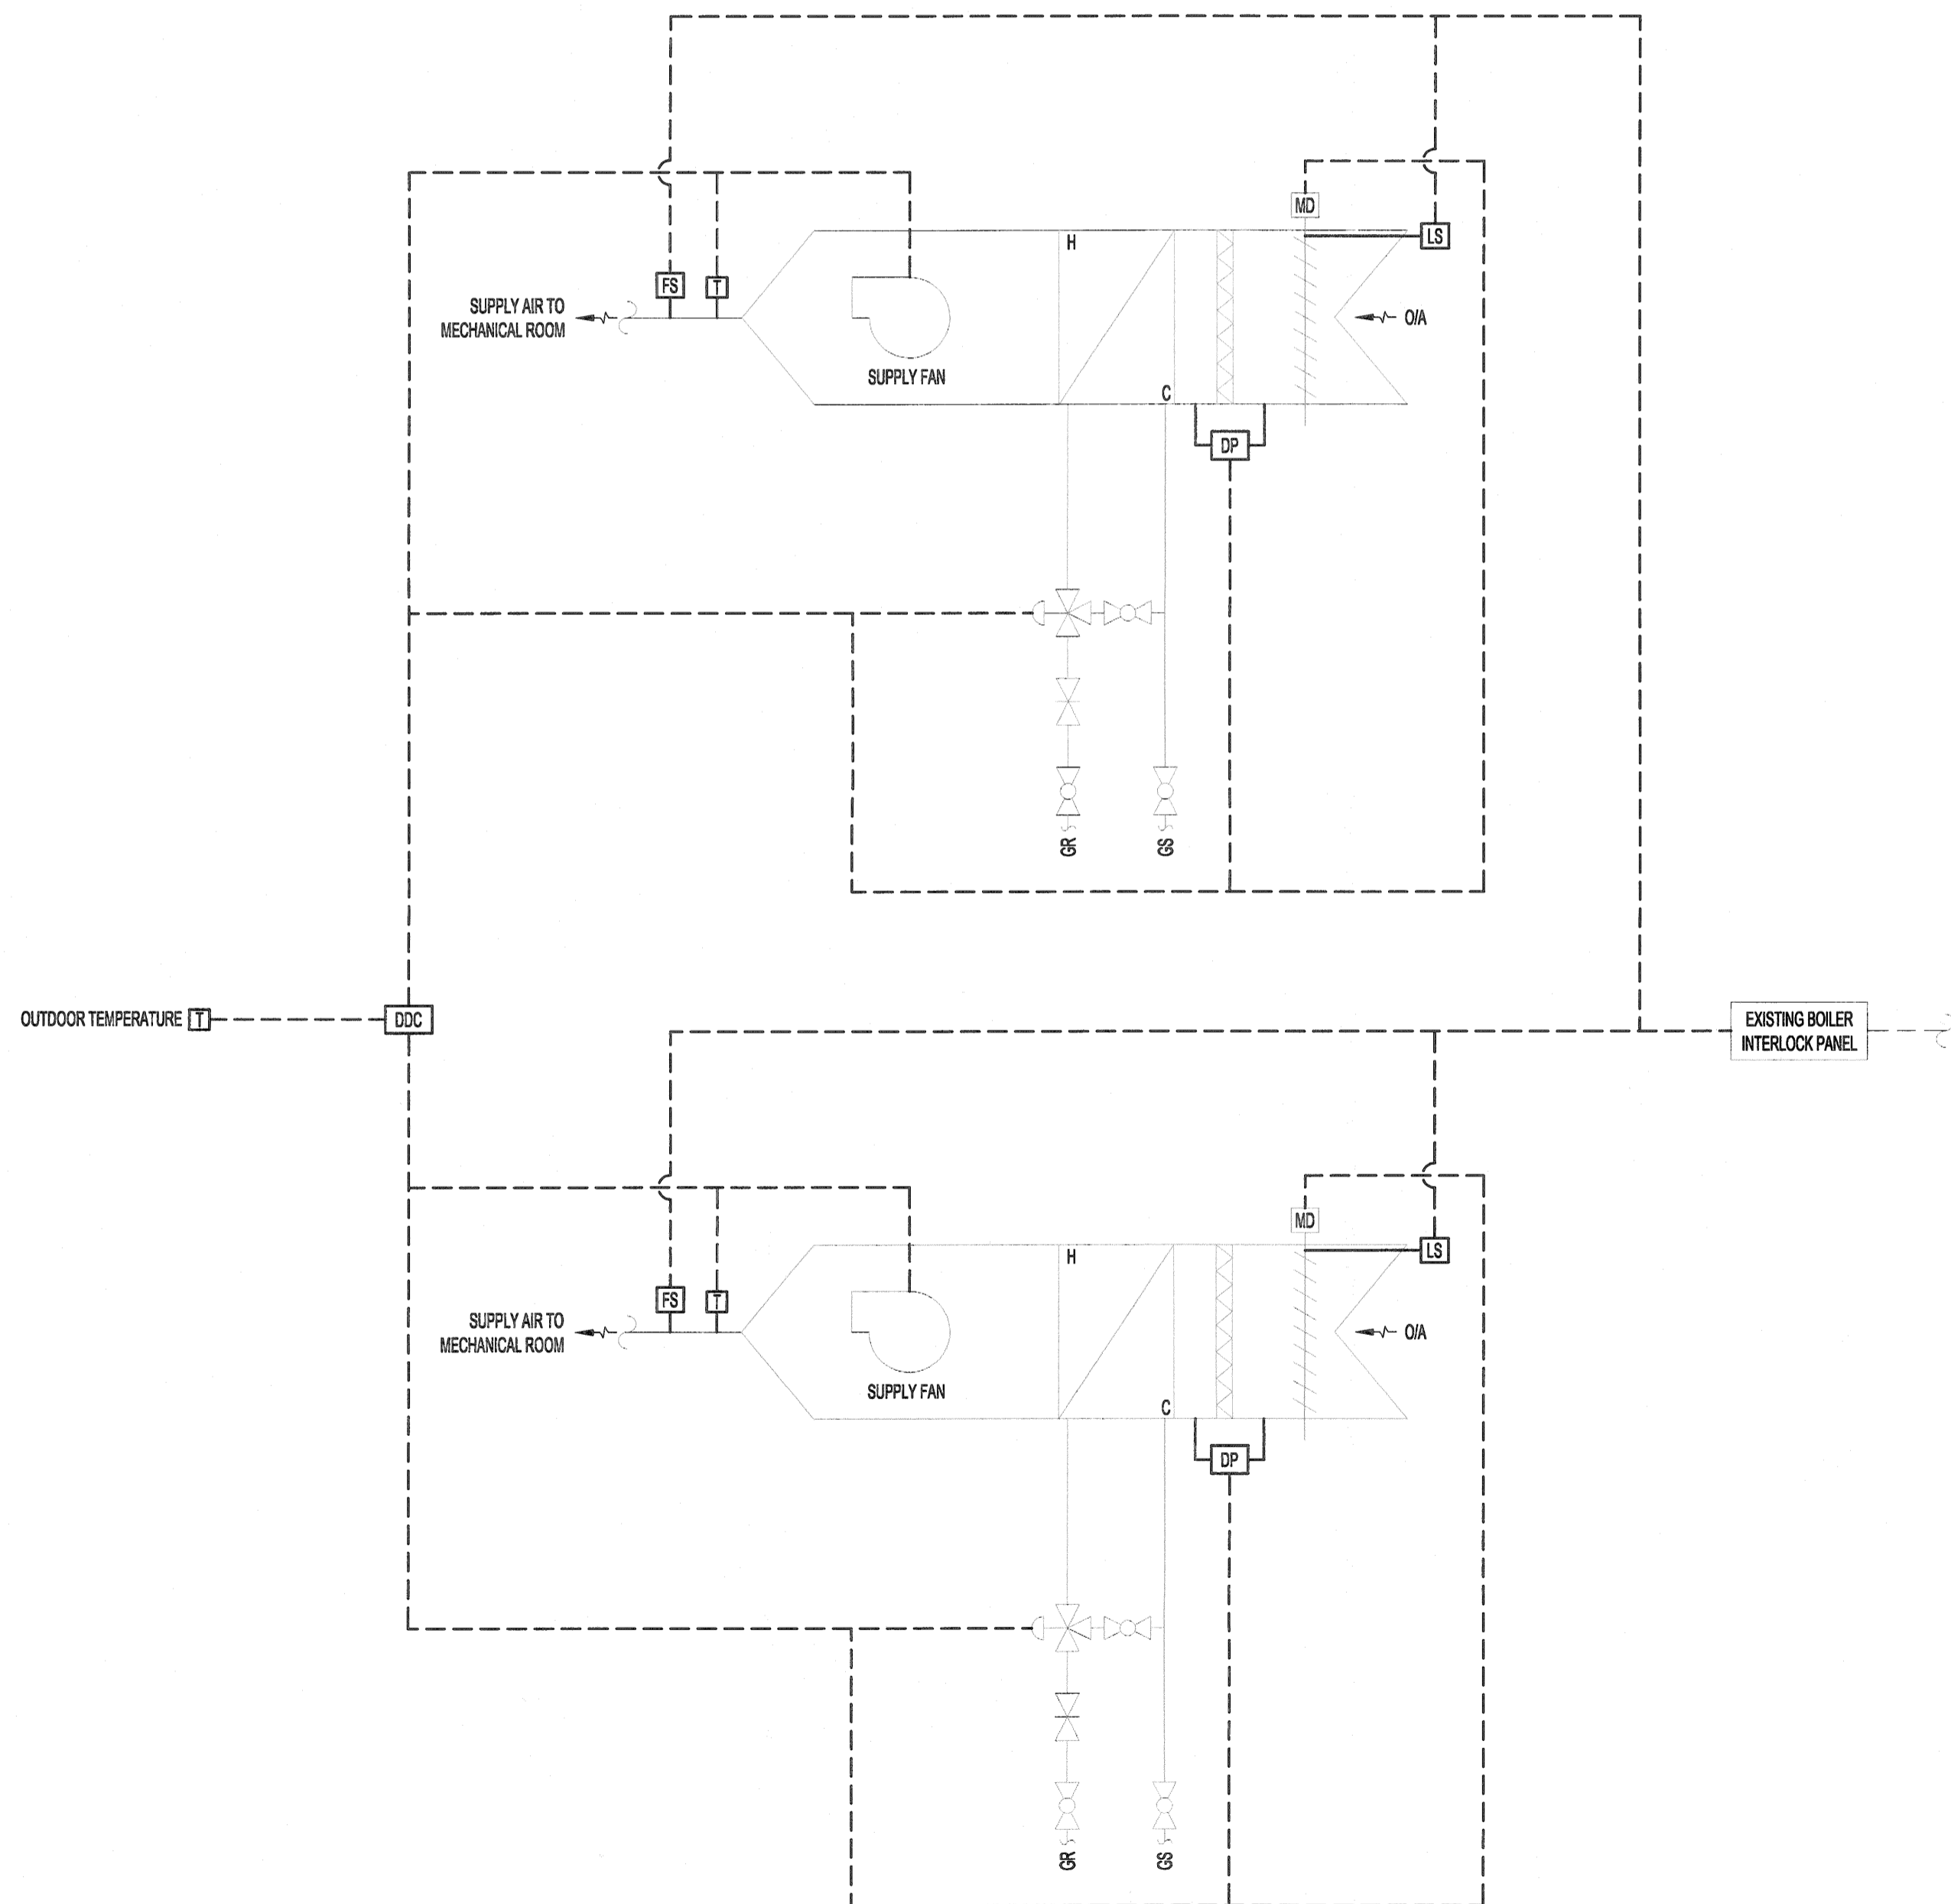 MD
LS
H
FS
T
SUPPLY AIR TO
MECHANICAL ROOM
O/A
SUPPLY FAN
C
DP
GR
GS
OUTDOOR TEMPERATURE
T
DDC
EXISTING BOILER
INTERLOCK PANEL
MD
LS
H
FS
T
SUPPLY AIR TO
MECHANICAL ROOM
O/A
SUPPLY FAN
C
DP
GR
GS